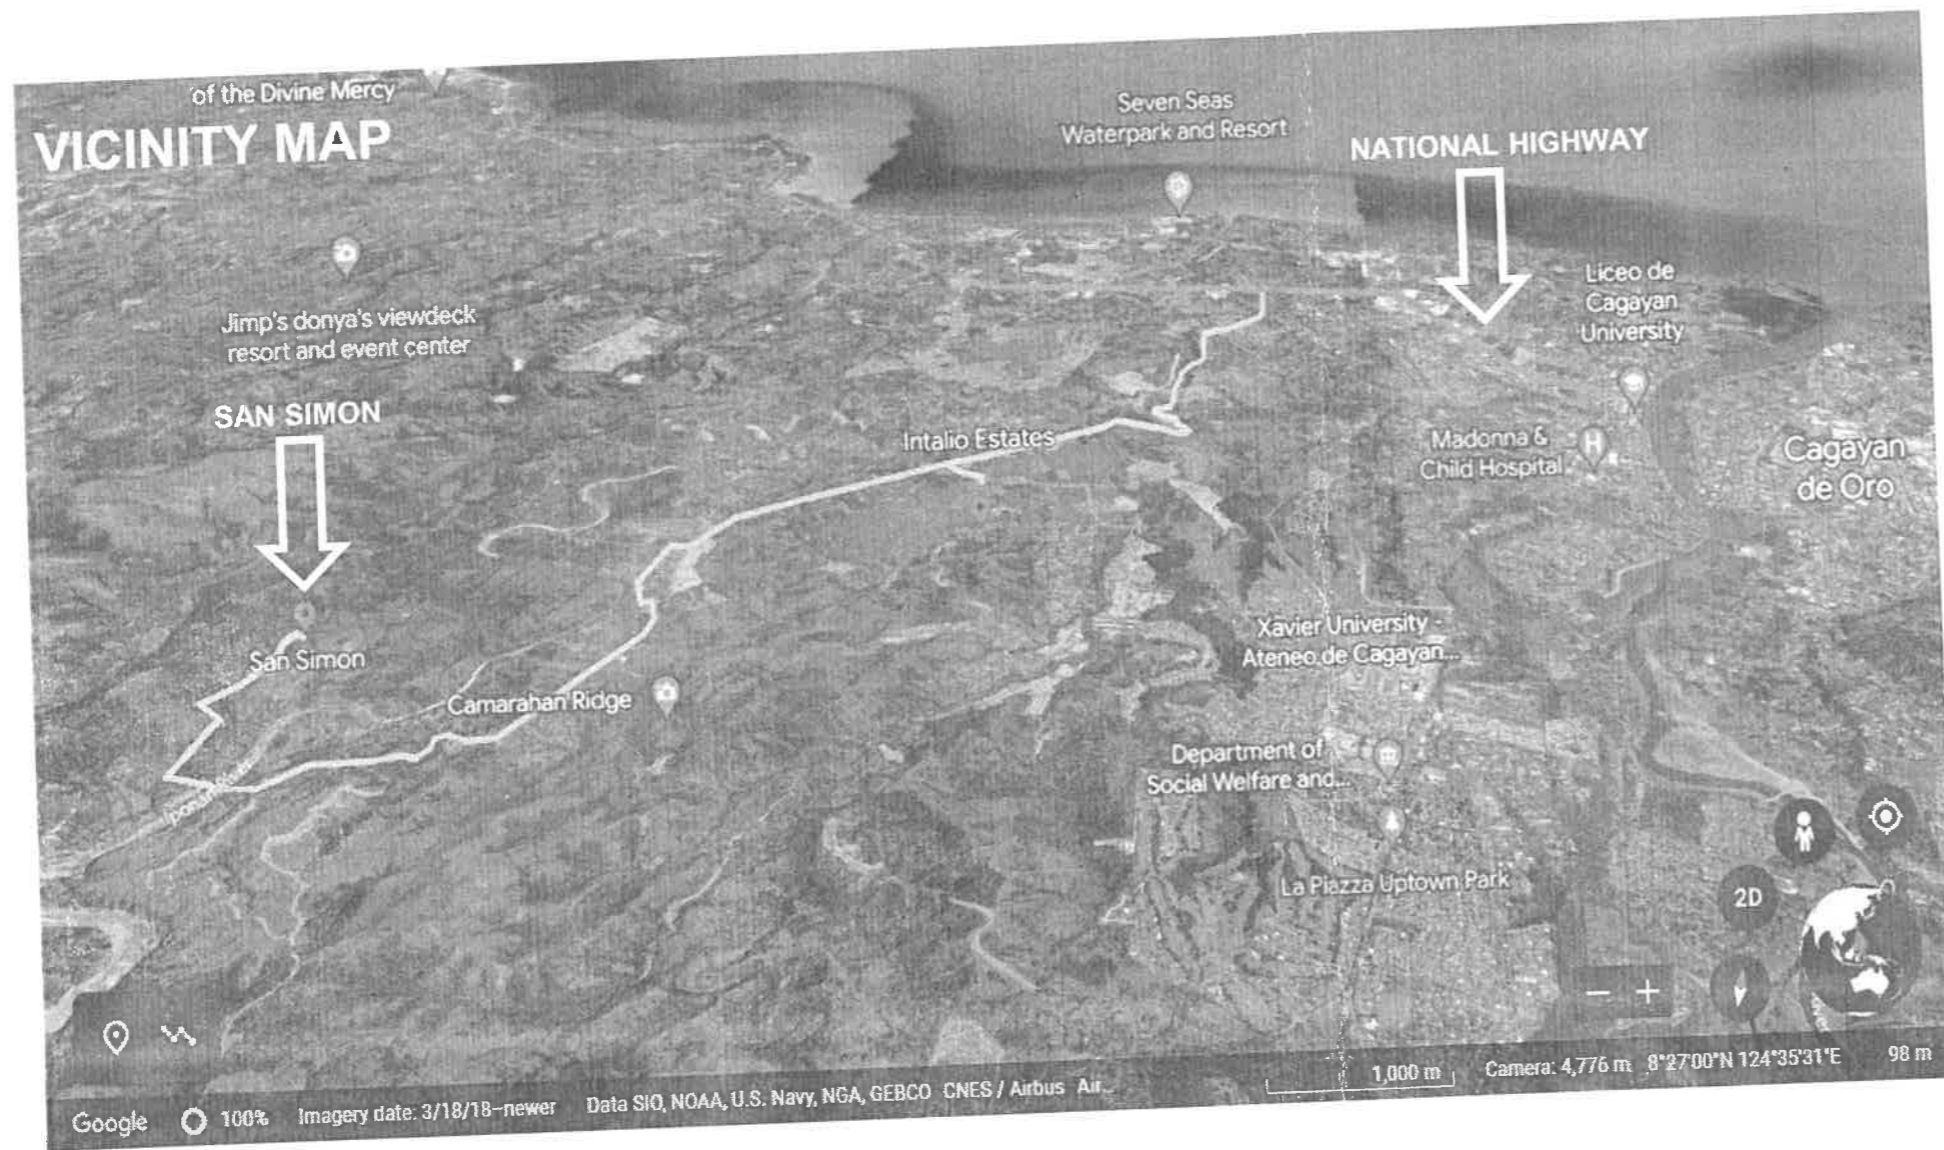 of the Divine Mercy
VICINITY MAP
Seven Seas
Waterpark and Resort
NATIONAL HIGHWAY
Jimp's donya's viewdeck
resort and event center
Liceo de
Cagayan
University
SAN SIMON
Intalio Estates
Madonna &
Child Hospital
Cagayan
de Oro
San Simon
Xavier University -
Ateneo de Cagayan...
Camarahan Ridge
Department of
Social Welfare and...
La Piazza Uptown Park
2D
Google
100%
Imagery date: 3/18/18–newer
Data SIO, NOAA, U.S. Navy, NGA, GEBCO CNES / Airbus Air...
1,000 m
Camera: 4,776 m 8°27'00"N 124°35'31"E
98 m